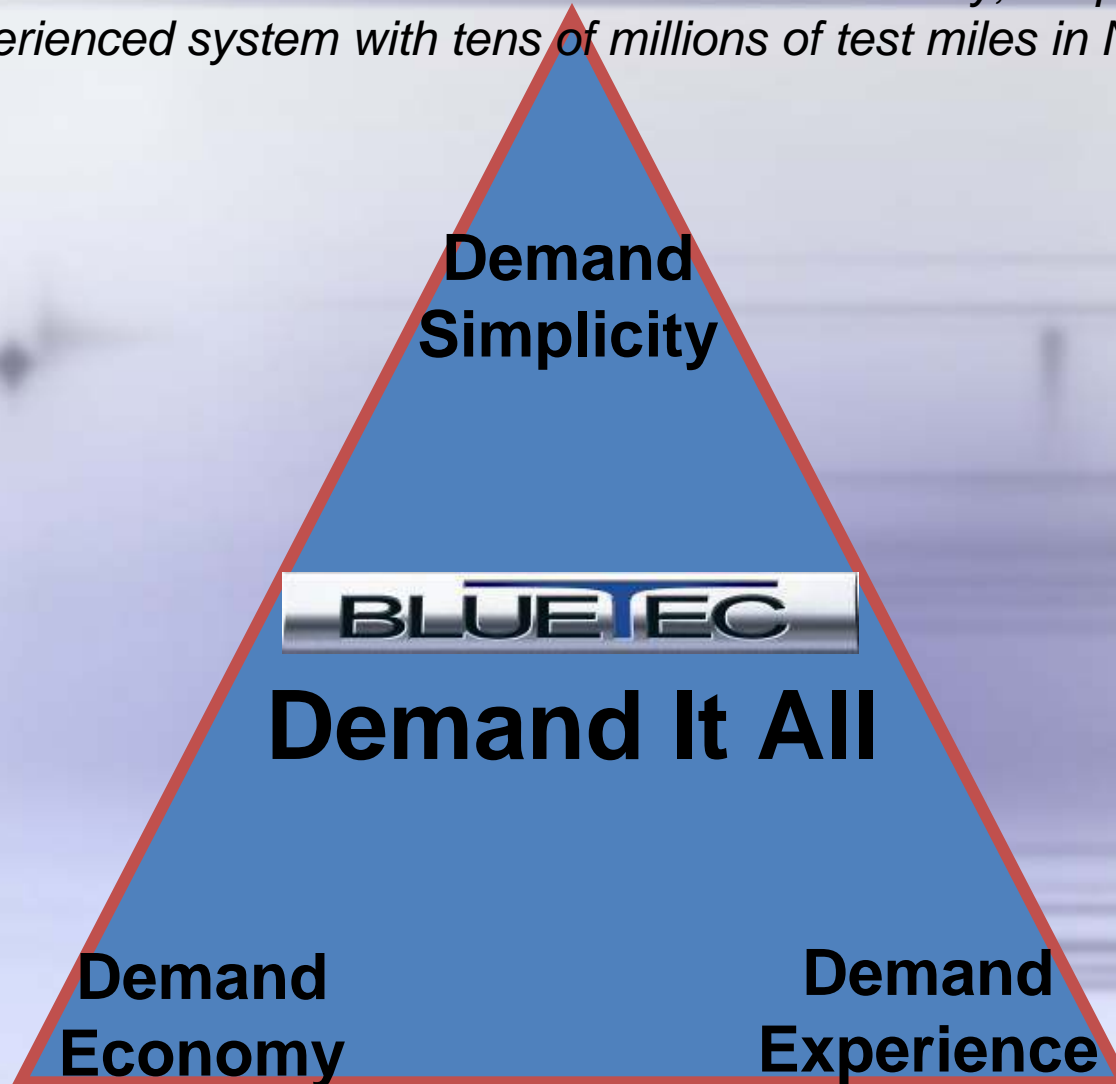 erienced system with tens of millions of test miles in
Demand
Simplicity
BLUETEC
Demand It All
Demand
Economy
Demand
Experience